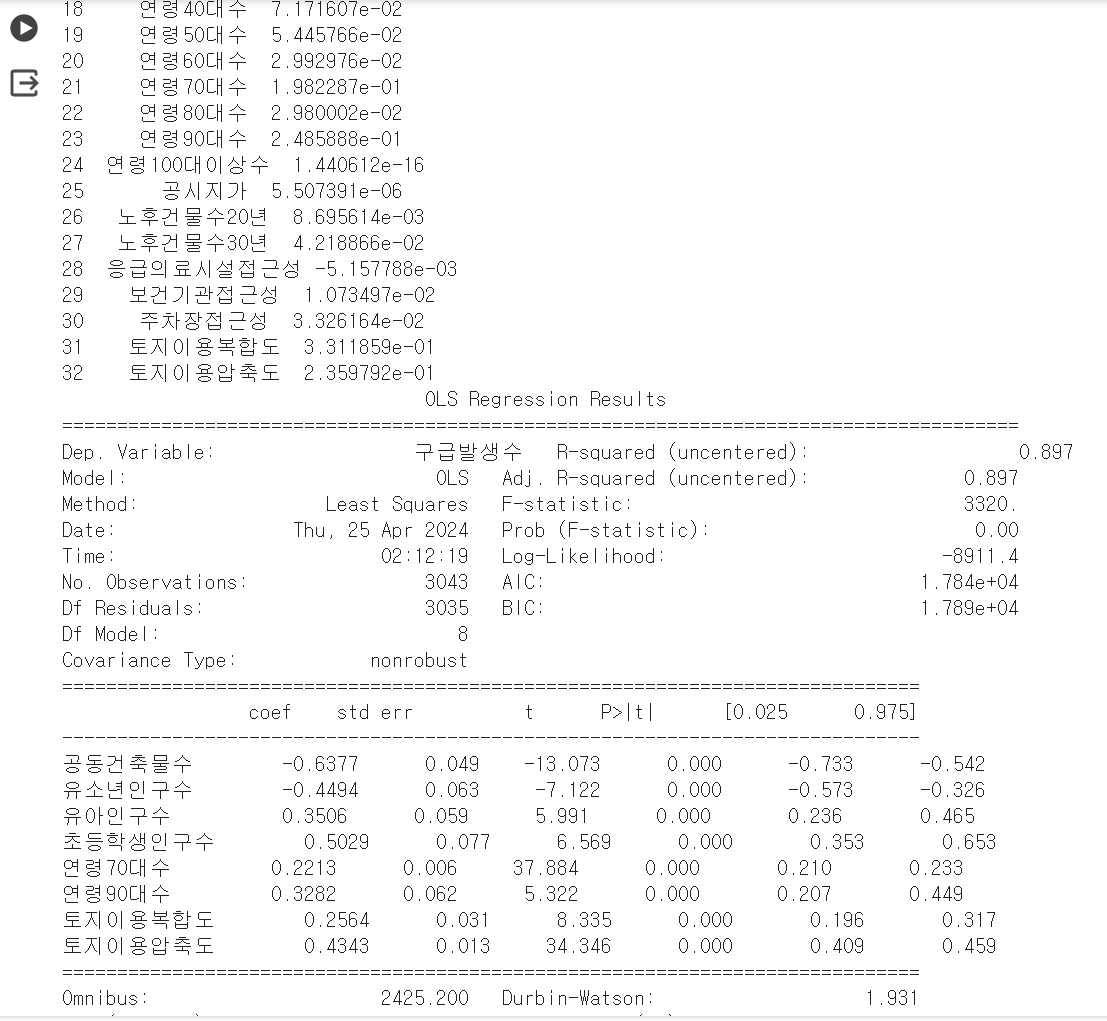 18 연령40대수 7.171607e-02
19 연령50대수 5.445766e-02
20 연령60대수 2.992976e-02
21 연령70대수 1.982287e-01
22 연령80대수 2.980002e-02
23 연령90대수 2.485888e-01
24 연령100대이상수 1.440612e-16
25 공시지가 5.507391e-06
26 노후건물수20년 8.695614e-03
27 노후건물수30년 4.218866e-02
28 응급의료시설접근성 -5.157788e-03
29 보건기관접근성 1.073497e-02
30 주차장접근성 3.326164e-02
31 토지이용복합도 3.311859e-01
32 토지이용압축도 2.359792e-01
OLS Regression Results
==============================================================================
Dep. Variable: 구급발생수 R-squared (uncentered): 0.897
Model: OLS Adj. R-squared (uncentered): 0.897
Method: Least Squares F-statistic: 3320.
Date: Thu, 25 Apr 2024 Prob (F-statistic): 0.00
Time: 02:12:19 Log-Likelihood: -8911.4
No. Observations: 3043 AIC: 1.784e+04
Df Residuals: 3035 BIC: 1.789e+04
Df Model: 8
Covariance Type: nonrobust
==============================================================================
coef std err t P>|t| [0.025 0.975]
------------------------------------------------------------------------------
공동건축물수 -0.6377 0.049 -13.073 0.000 -0.733 -0.542
유소년인구수 -0.4494 0.063 -7.122 0.000 -0.573 -0.326
유아인구수 0.3506 0.059 5.991 0.000 0.236 0.465
초등학생인구수 0.5029 0.077 6.569 0.000 0.353 0.653
연령70대수 0.2213 0.006 37.884 0.000 0.210 0.233
연령90대수 0.3282 0.062 5.322 0.000 0.207 0.449
토지이용복합도 0.2564 0.031 8.335 0.000 0.196 0.317
토지이용압축도 0.4343 0.013 34.346 0.000 0.409 0.459
==============================================================================
Omnibus: 2425.200 Durbin-Watson: 1.931